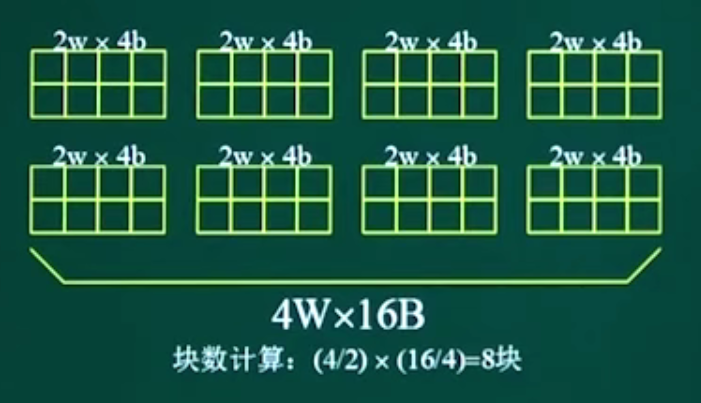 2w × 4b 2w × 4b 2w × 4b 2w × 4b
2w × 4b 2w × 4b 2w × 4b 2w × 4b
4W×16B
块数计算：(4/2) × (16/4)=8块